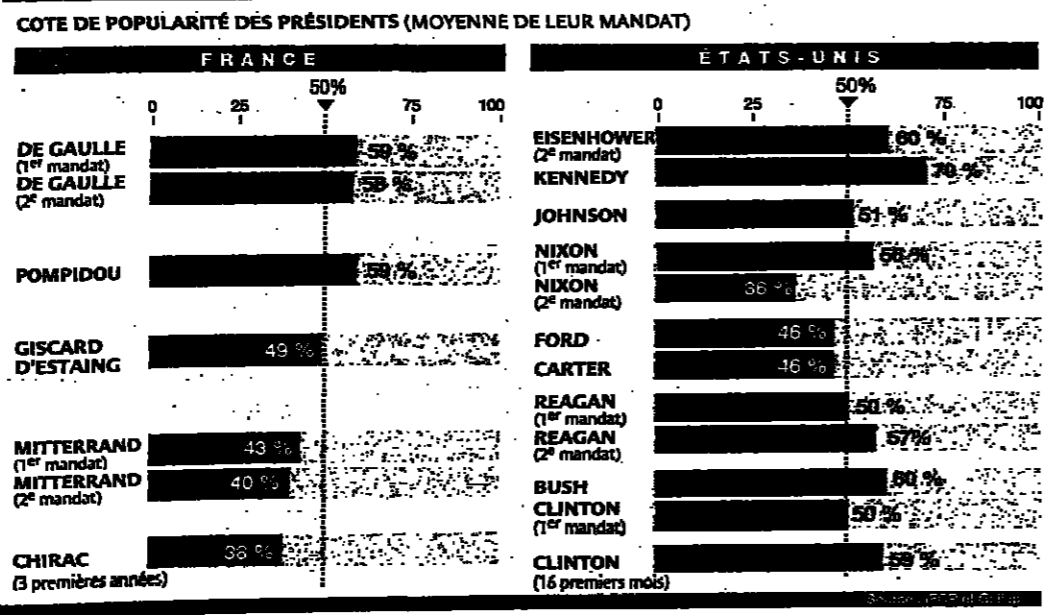 COTE DE POPULARITÉ DES PRÉSIDENTS (MOYENNE DE LEUR MANDAT)
FRANCE
50%
0 25 75 100
DE GAULLE 59 %
(1er mandat)
DE GAULLE 58 %
(2e mandat)
POMPIDOU 59 %
GISCARD 49 %
D'ESTAING
MITTERRAND 43 %
(1er mandat)
MITTERRAND 40 %
(2e mandat)
CHIRAC 38 %
(3 premières années)
ÉTATS-UNIS
50%
0 25 75 100
EISENHOWER 60 %
(2e mandat)
KENNEDY 70 %
JOHNSON 51 %
NIXON 56 %
(1er mandat)
NIXON 36 %
(2e mandat)
FORD 46 %
CARTER 46 %
REAGAN 50 %
(1er mandat)
REAGAN 57%
(2e mandat)
BUSH 60 %
CLINTON 50 %
(1er mandat)
CLINTON 59 %
(16 premiers mois)